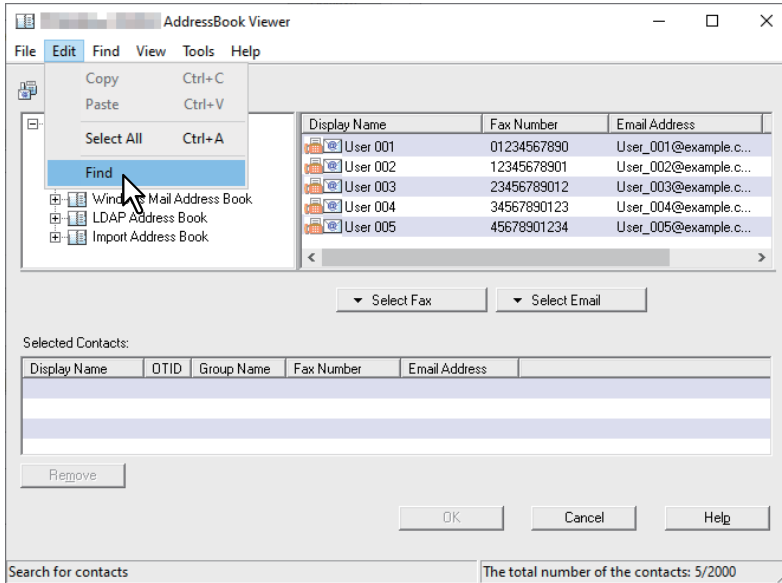 AddressBook Viewer
File Edit Find View Tools Help
Copy Ctrl+C
Paste Ctrl+V
Select All Ctrl+A
Find
Mail Address Book
LDAP Address Book
Import Address Book
Display Name Fax Number Email Address
User 001 01234567890 User_001@example.c...
User 002 12345678901 User_002@example.c...
User 003 23456789012 User_003@example.c...
User 004 34567890123 User_004@example.c...
User 005 45678901234 User_005@example.c...
Select Fax Select Email
Selected Contacts:
Display Name OTID Group Name Fax Number Email Address
Remove
OK Cancel Help
Search for contacts The total number of the contacts: 5/2000